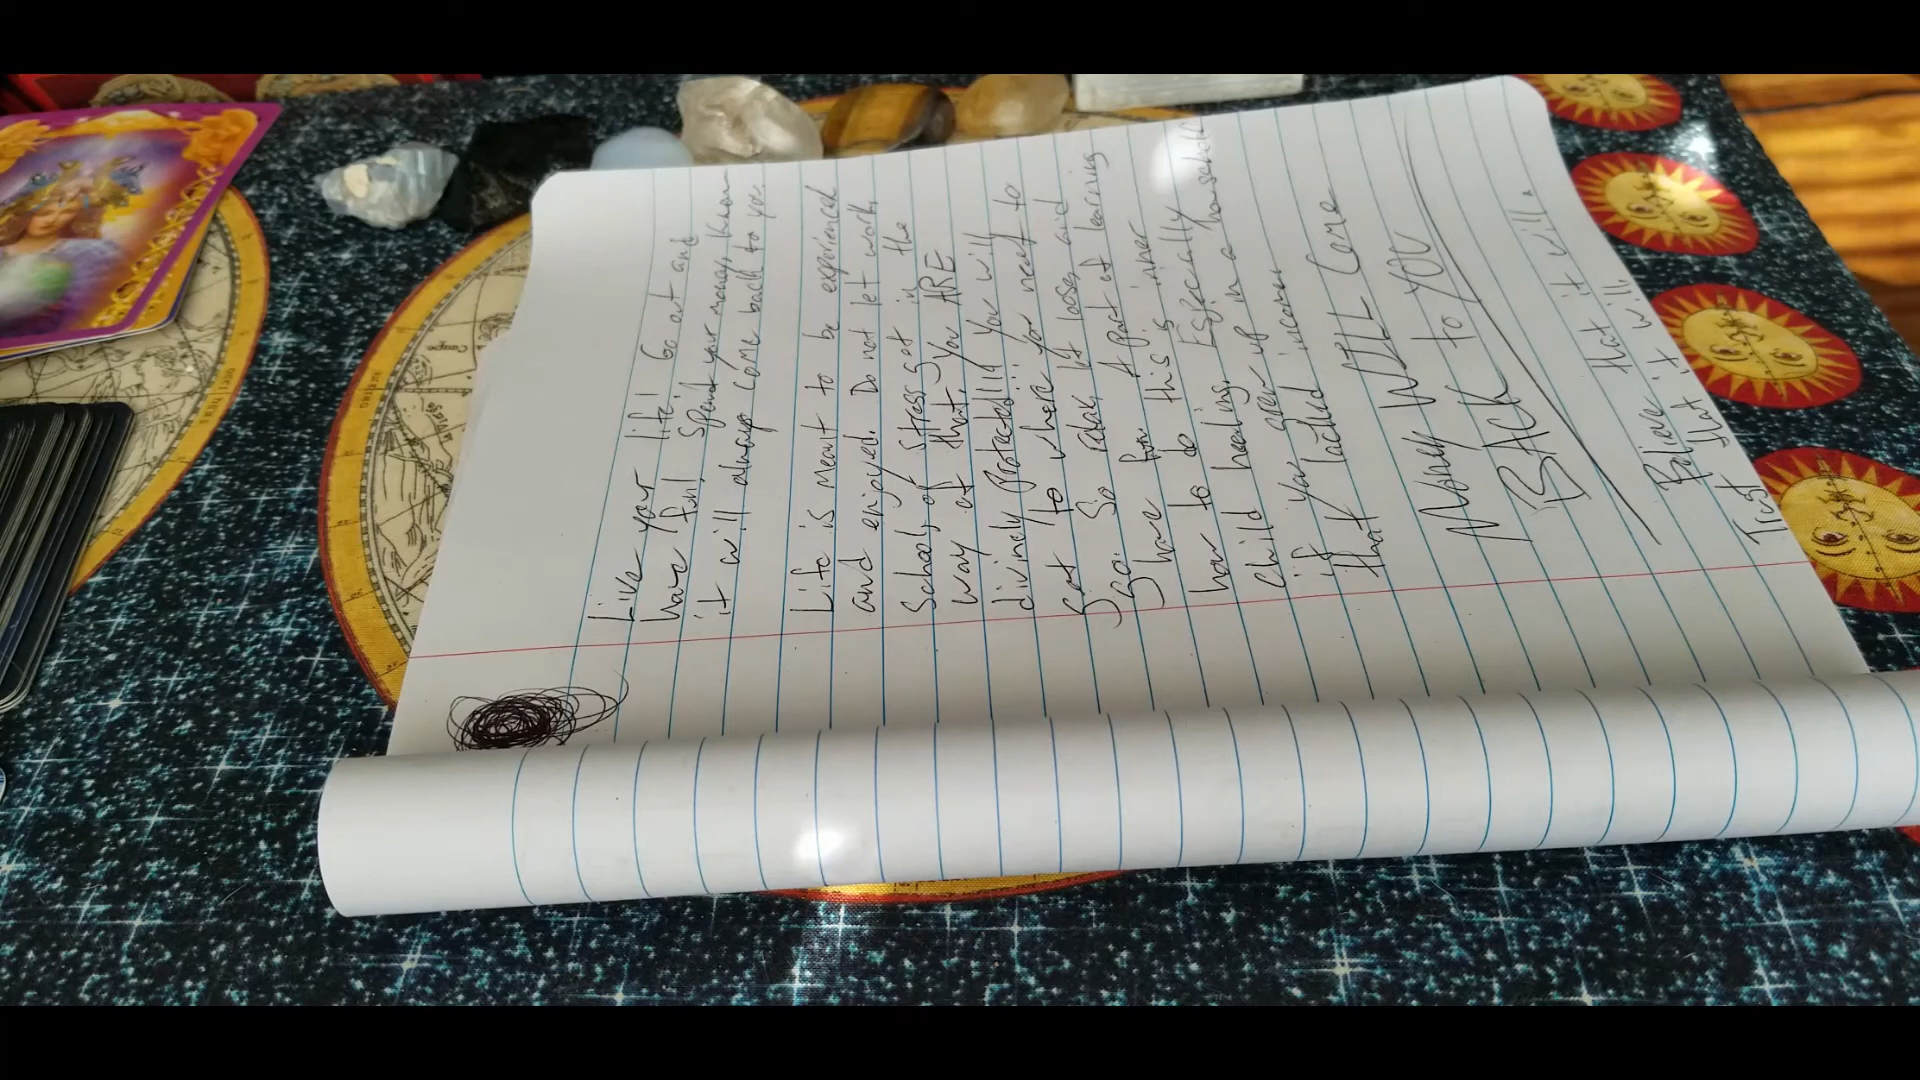 Live your life! Go out and
have fun! Spend your money, know
it will always come back to you.
Life is meant to be experienced
and enjoyed. Do not let work,
School, or stress get in the
way of that. You ARE
divinely protected!!! You will
get to where you need to
go. So relax, let loose, and
have fun. A part of learning
how to do this is inner
child healing. Especially
if you grew up in a household
that lacked income.
Money WILL Come
BACK to YOU
Believe that it will.
Trust that it will.
Caspe